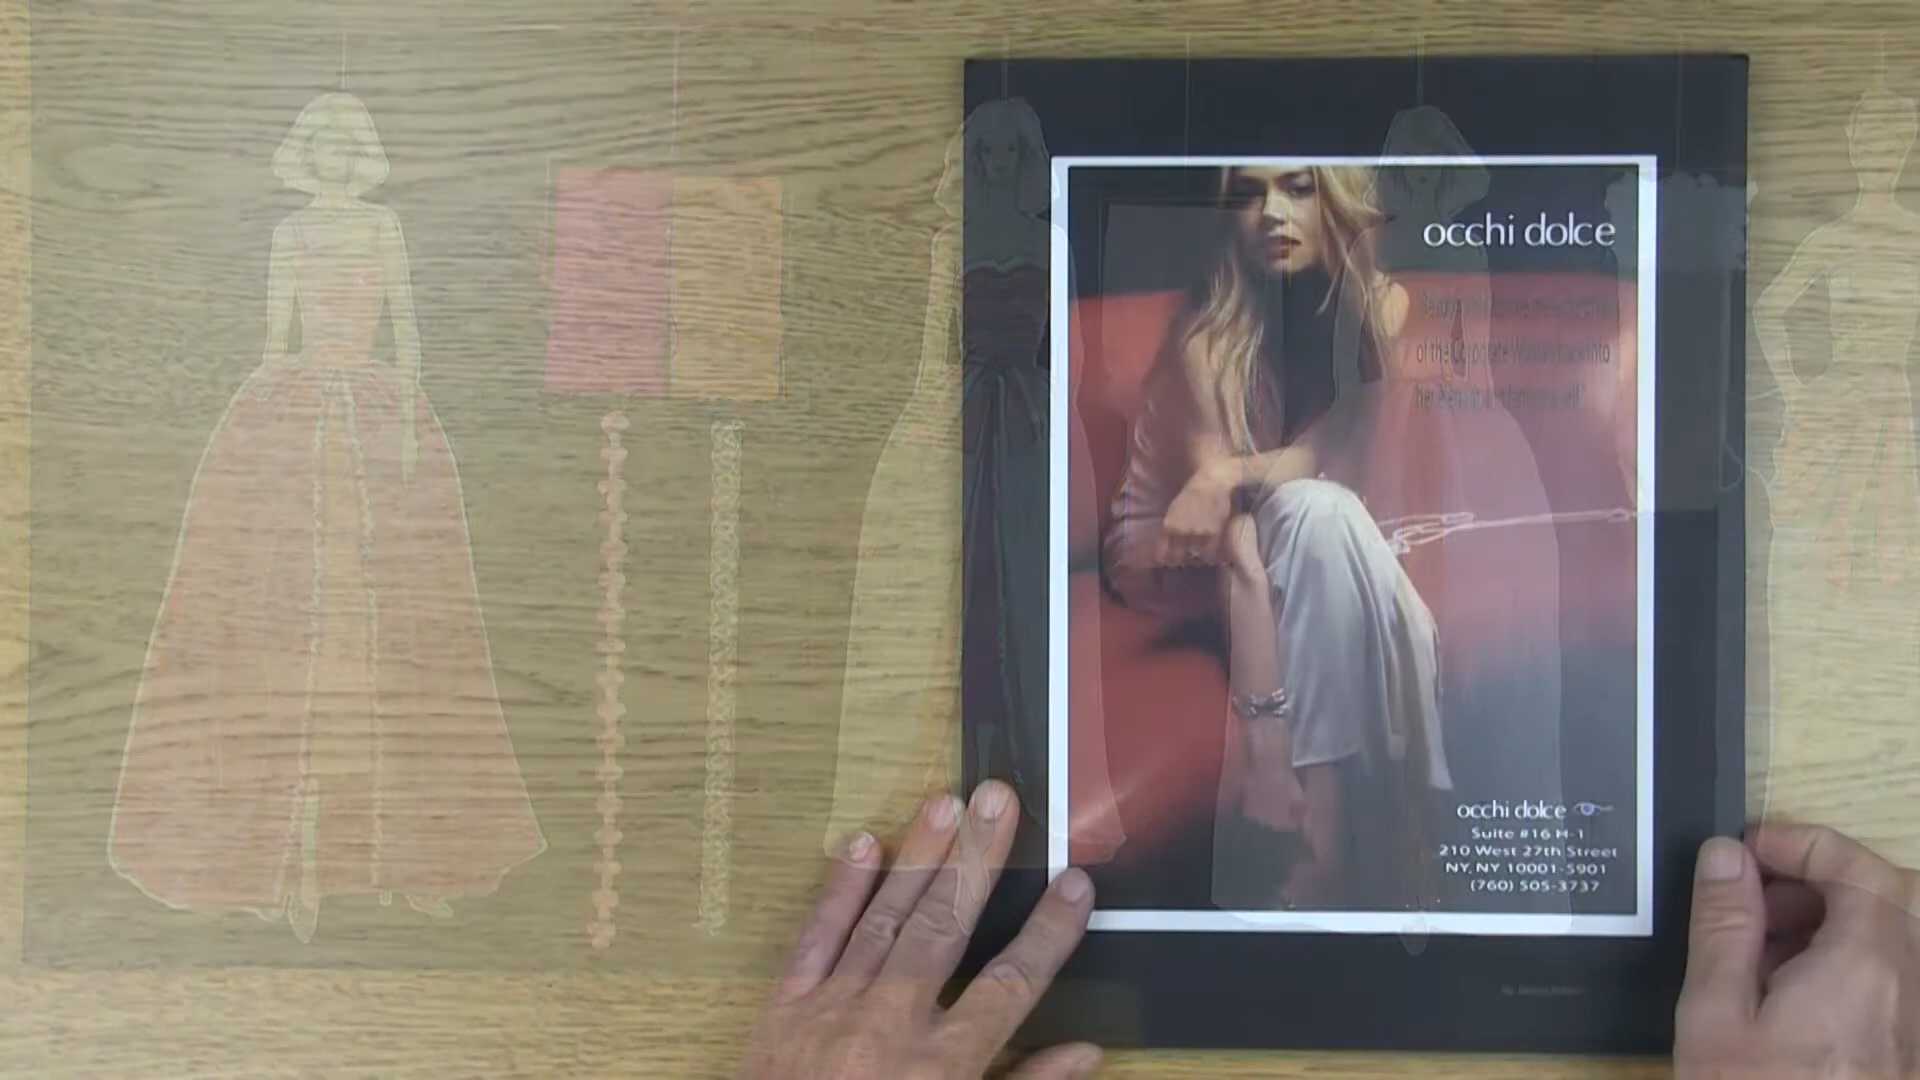 occhi dolce
of the Corporate Woman back into
her
occhi dolce
Suite #16 H-1
210 West 27th Street
NY, NY 10001-5901
(760) 505-3737